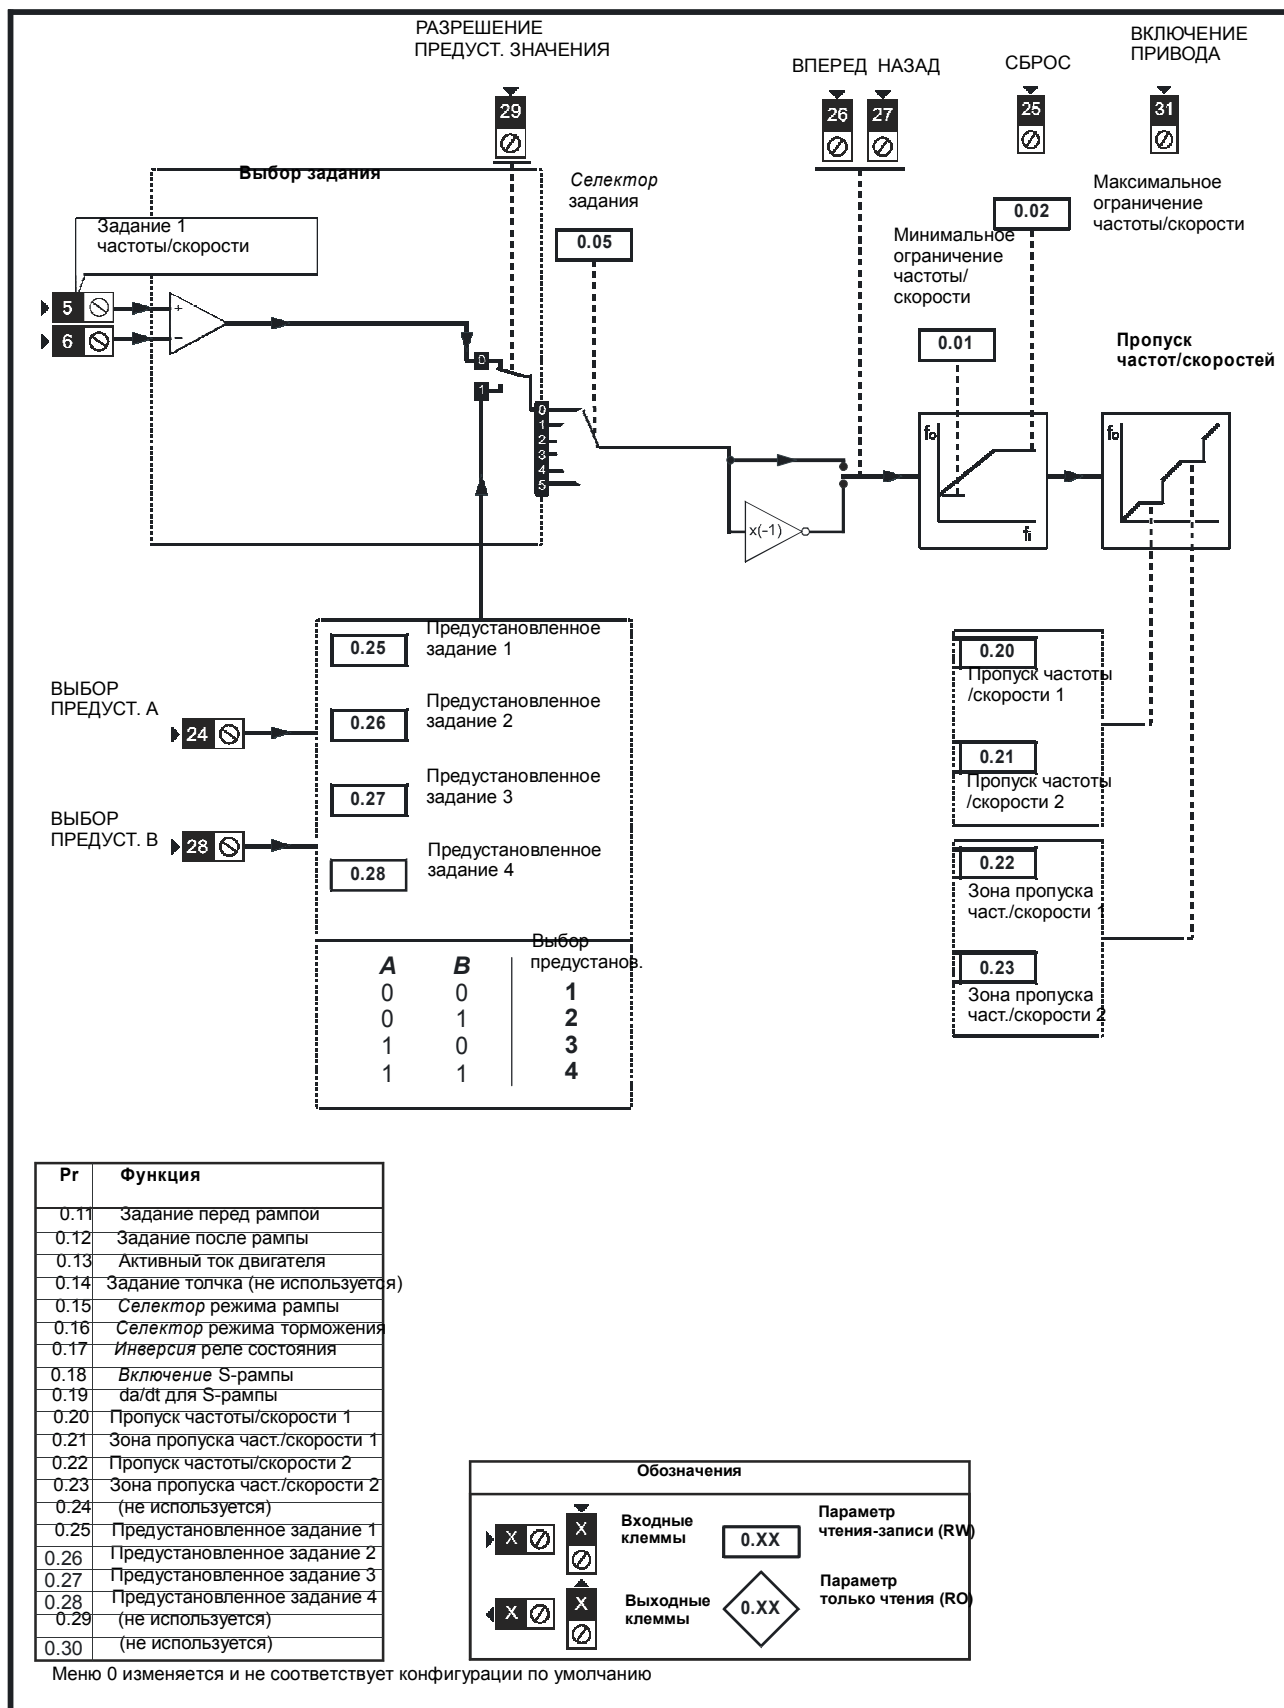 РАЗРЕШЕНИЕ
ПРЕДУСТ. ЗНАЧЕНИЯ
29
ВПЕРЕД НАЗАД
26
27
СБРОС
25
ВКЛЮЧЕНИЕ
ПРИВОДА
31
Выбор задания
Задание 1
частоты/скорости
5
6
+
−
0
1
0
1
2
3
4
5
Селектор
задания
0.05
x(-1)
Минимальное
ограничение
частоты/
скорости
0.01
0.02
Максимальное
ограничение
частоты/скорости
fo
fi
Пропуск
частот/скоростей
fo
ВЫБОР
ПРЕДУСТ. А
24
ВЫБОР
ПРЕДУСТ. В
28
0.25
Предустановленное
задание 1
0.26
Предустановленное
задание 2
0.27
Предустановленное
задание 3
0.28
Предустановленное
задание 4
A B Выбор
предустанов.
0 0 1
0 1 2
1 0 3
1 1 4
0.20
Пропуск частоты
/скорости 1
0.21
Пропуск частоты
/скорости 2
0.22
Зона пропуска
част./скорости 1
0.23
Зона пропуска
част./скорости 2
Pr Функция
0.11 Задание перед рампой
0.12 Задание после рампы
0.13 Активный ток двигателя
0.14 Задание толчка (не используется)
0.15 Селектор режима рампы
0.16 Селектор режима торможения
0.17 Инверсия реле состояния
0.18 Включение S-рампы
0.19 da/dt для S-рампы
0.20 Пропуск частоты/скорости 1
0.21 Зона пропуска част./скорости 1
0.22 Пропуск частоты/скорости 2
0.23 Зона пропуска част./скорости 2
0.24 (не используется)
0.25 Предустановленное задание 1
0.26 Предустановленное задание 2
0.27 Предустановленное задание 3
0.28 Предустановленное задание 4
0.29 (не используется)
0.30 (не используется)
Обозначения
X
X
Входные
клеммы
0.XX
Параметр
чтения-записи (RW)
X
X
Выходные
клеммы
0.XX
Параметр
только чтения (RO)
Меню 0 изменяется и не соответствует конфигурации по умолчанию